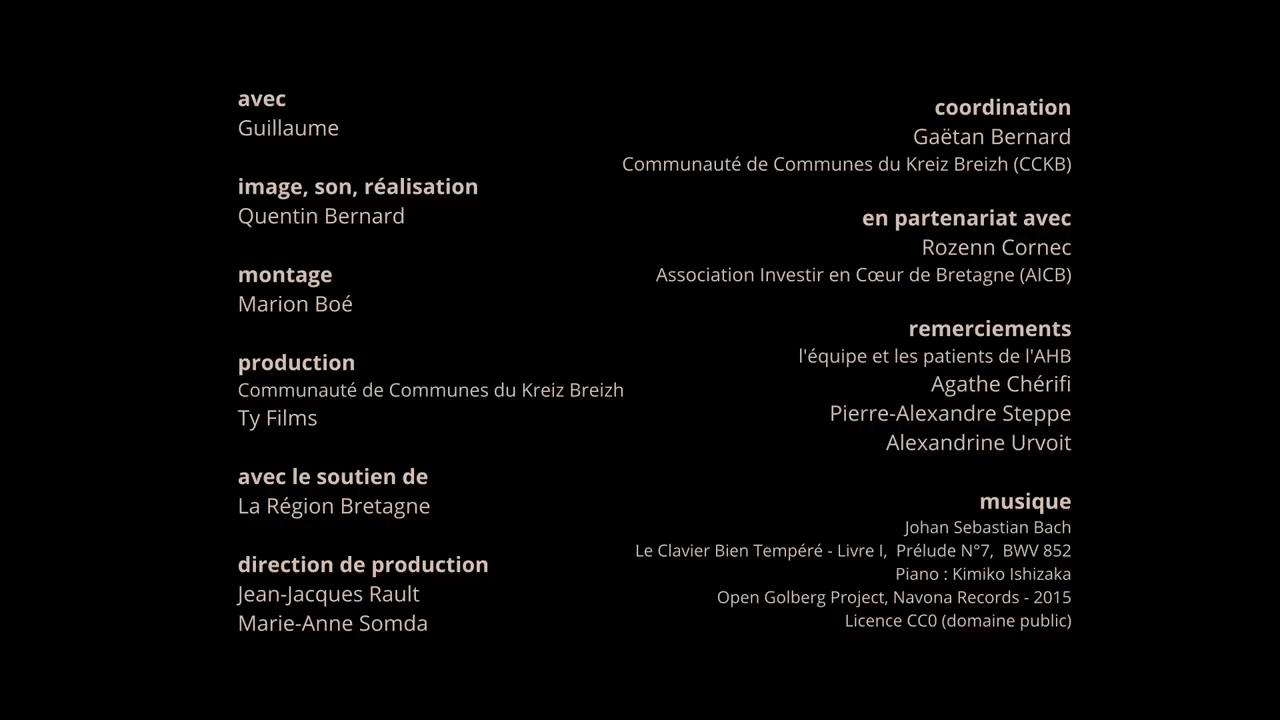 avec
Guillaume
image, son, réalisation
Quentin Bernard
montage
Marion Boé
production
Communauté de Communes du Kreiz Breizh
Ty Films
avec le soutien de
La Région Bretagne
direction de production
Jean-Jacques Rault
Marie-Anne Somda
coordination
Gaëtan Bernard
Communauté de Communes du Kreiz Breizh (CCKB)
en partenariat avec
Rozenn Cornec
Association Investir en Cœur de Bretagne (AICB)
remerciements
l'équipe et les patients de l'AHB
Agathe Chérifi
Pierre-Alexandre Steppe
Alexandrine Urvoit
musique
Johan Sebastian Bach
Le Clavier Bien Tempéré - Livre I, Prélude N°7, BWV 852
Piano : Kimiko Ishizaka
Open Golberg Project, Navona Records - 2015
Licence CC0 (domaine public)